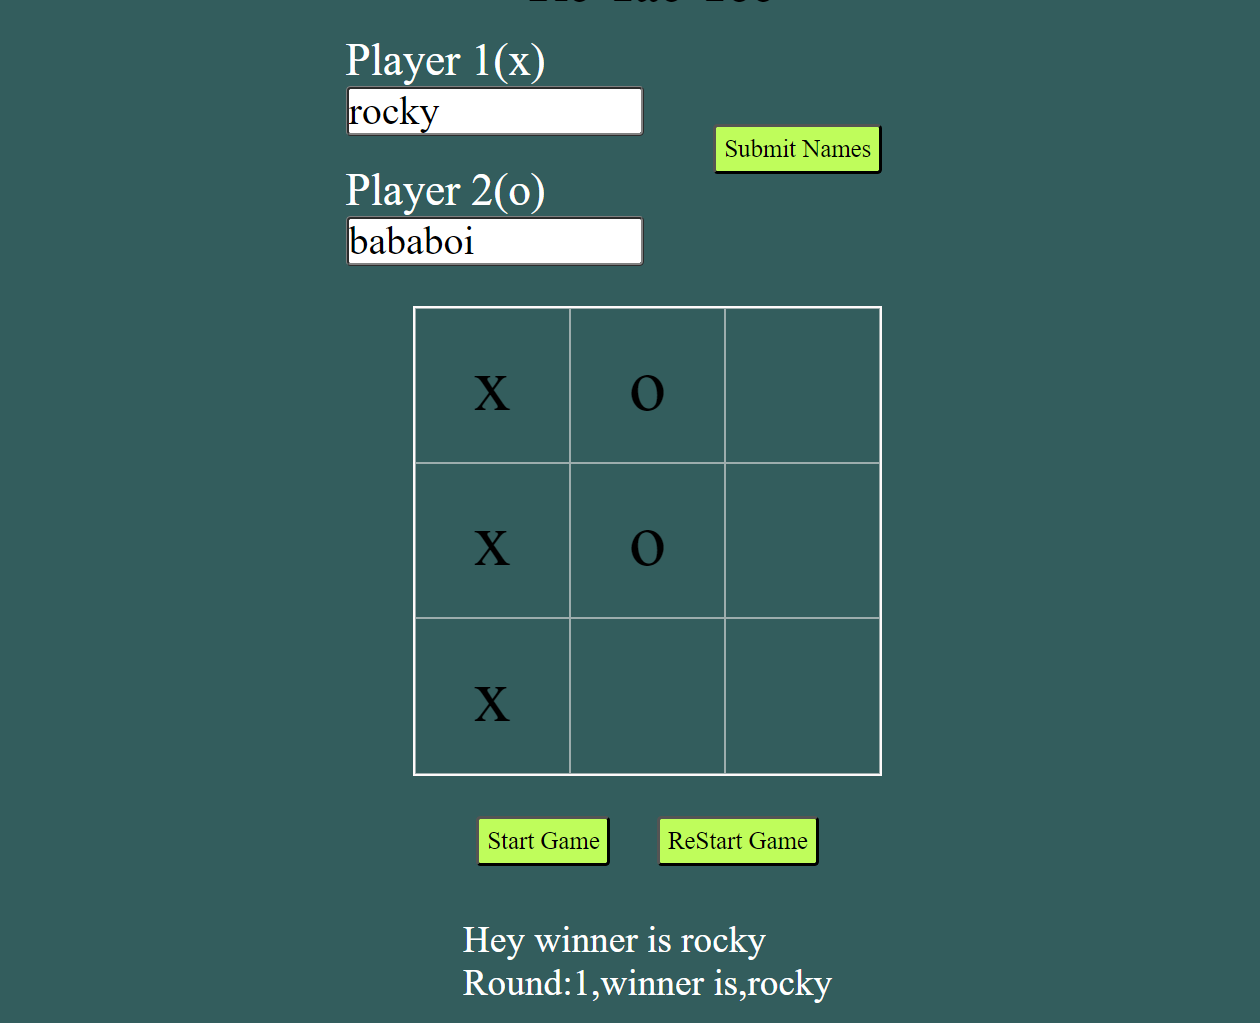 Player 1(x)
rocky
Submit Names
Player 2(o)
bababoi
x o
x o
x
Start Game ReStart Game
Hey winner is rocky
Round:1,winner is,rocky